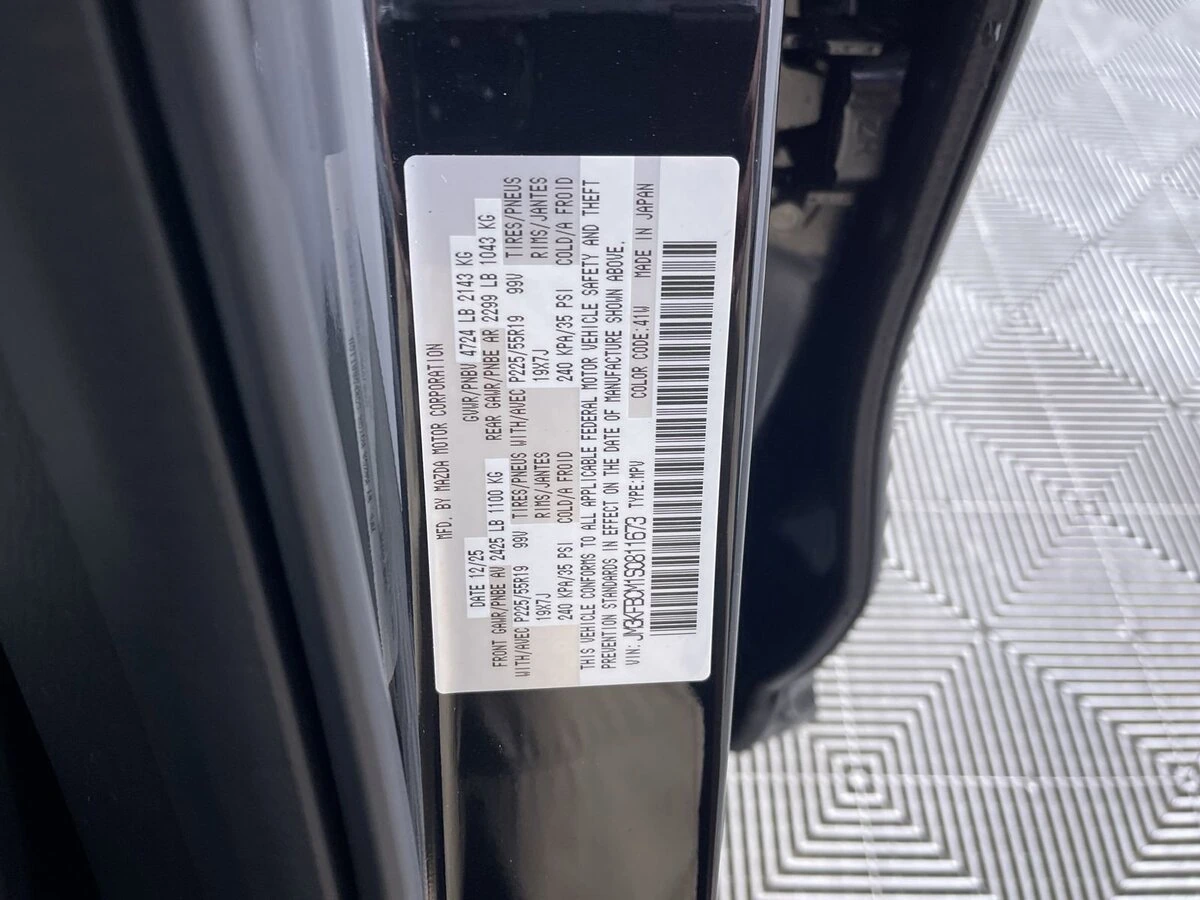 MFD. BY MAZDA MOTOR CORPORATION
DATE 12/25 GVWR/PNBV 4724 LB 2143 KG
FRONT GAWR/PNBE AV 2425 LB 1100 KG REAR GAWR/PNBE AR 2299 LB 1043 KG
WITH/AVEC P225/55R19 99V TIRES/PNEUS WITH/AVEC P225/55R19 99V TIRES/PNEUS
19X7J RIMS/JANTES 19X7J RIMS/JANTES
240 KPA/35 PSI COLD/A FROID 240 KPA/35 PSI COLD/A FROID
THIS VEHICLE CONFORMS TO ALL APPLICABLE FEDERAL MOTOR VEHICLE SAFETY AND THEFT
PREVENTION STANDARDS IN EFFECT ON THE DATE OF MANUFACTURE SHOWN ABOVE.
VIN: JM3KFBCM1S0811673 TYPE:MPV COLOR CODE:41W MADE IN JAPAN